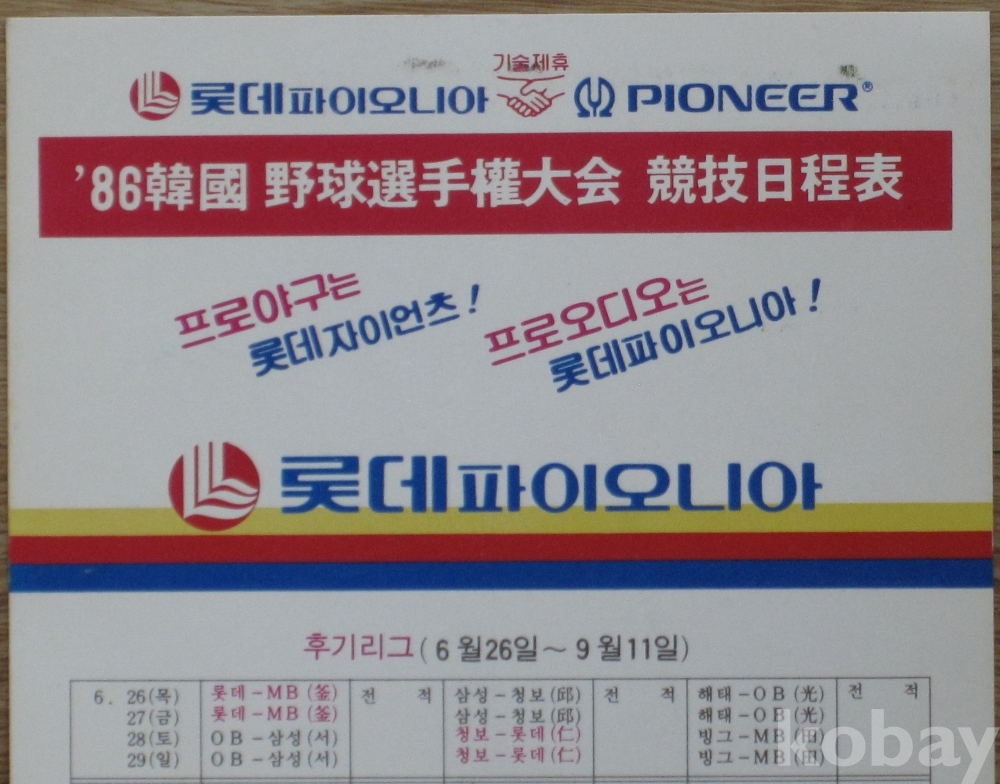 기술제휴
롯데파이오니아 PIONEER®
'86韓國 野球選手權大会 競技日程表
프로야구는
롯데자이언츠!
프로오디오는
롯데파이오니아!
롯데파이오니아
후기리그(6월26일~9월11일)
6. 26(목) 롯데-MB(釜) 전 적 삼성-청보(邱) 전 적 해태-OB(光) 전 적
27(금) 롯데-MB(釜) 삼성-청보(邱) 해태-OB(光)
28(토) OB-삼성(서) 청보-롯데(仁) 빙그-MB(田)
29(일) OB-삼성(서) 청보-롯데(仁) 빙그-MB(田)
kobay